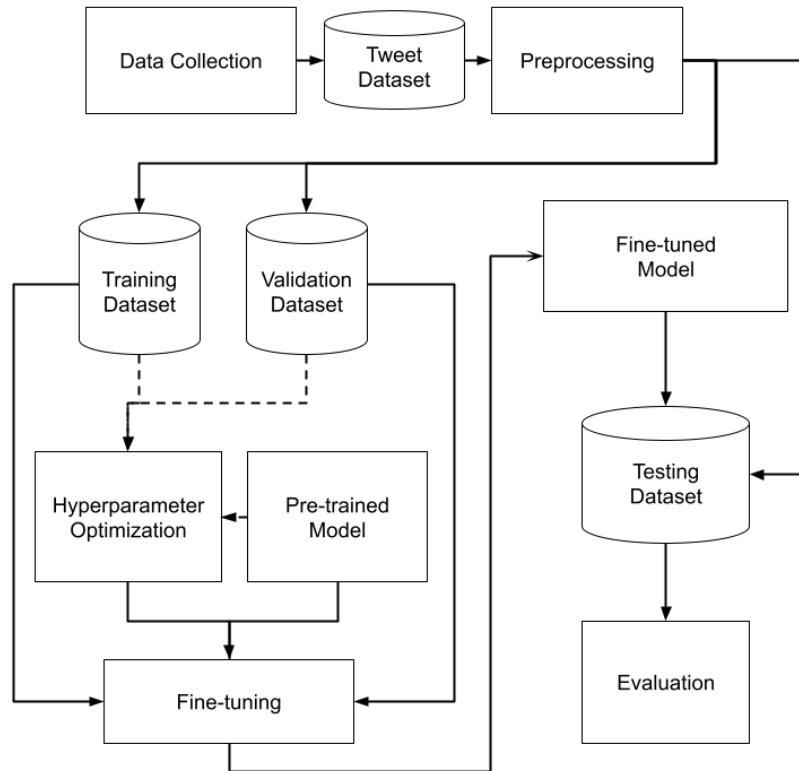 Data Collection
Tweet
Dataset
Preprocessing
Training
Dataset
Validation
Dataset
Fine-tuned
Model
Hyperparameter
Optimization
Pre-trained
Model
Testing
Dataset
Fine-tuning
Evaluation